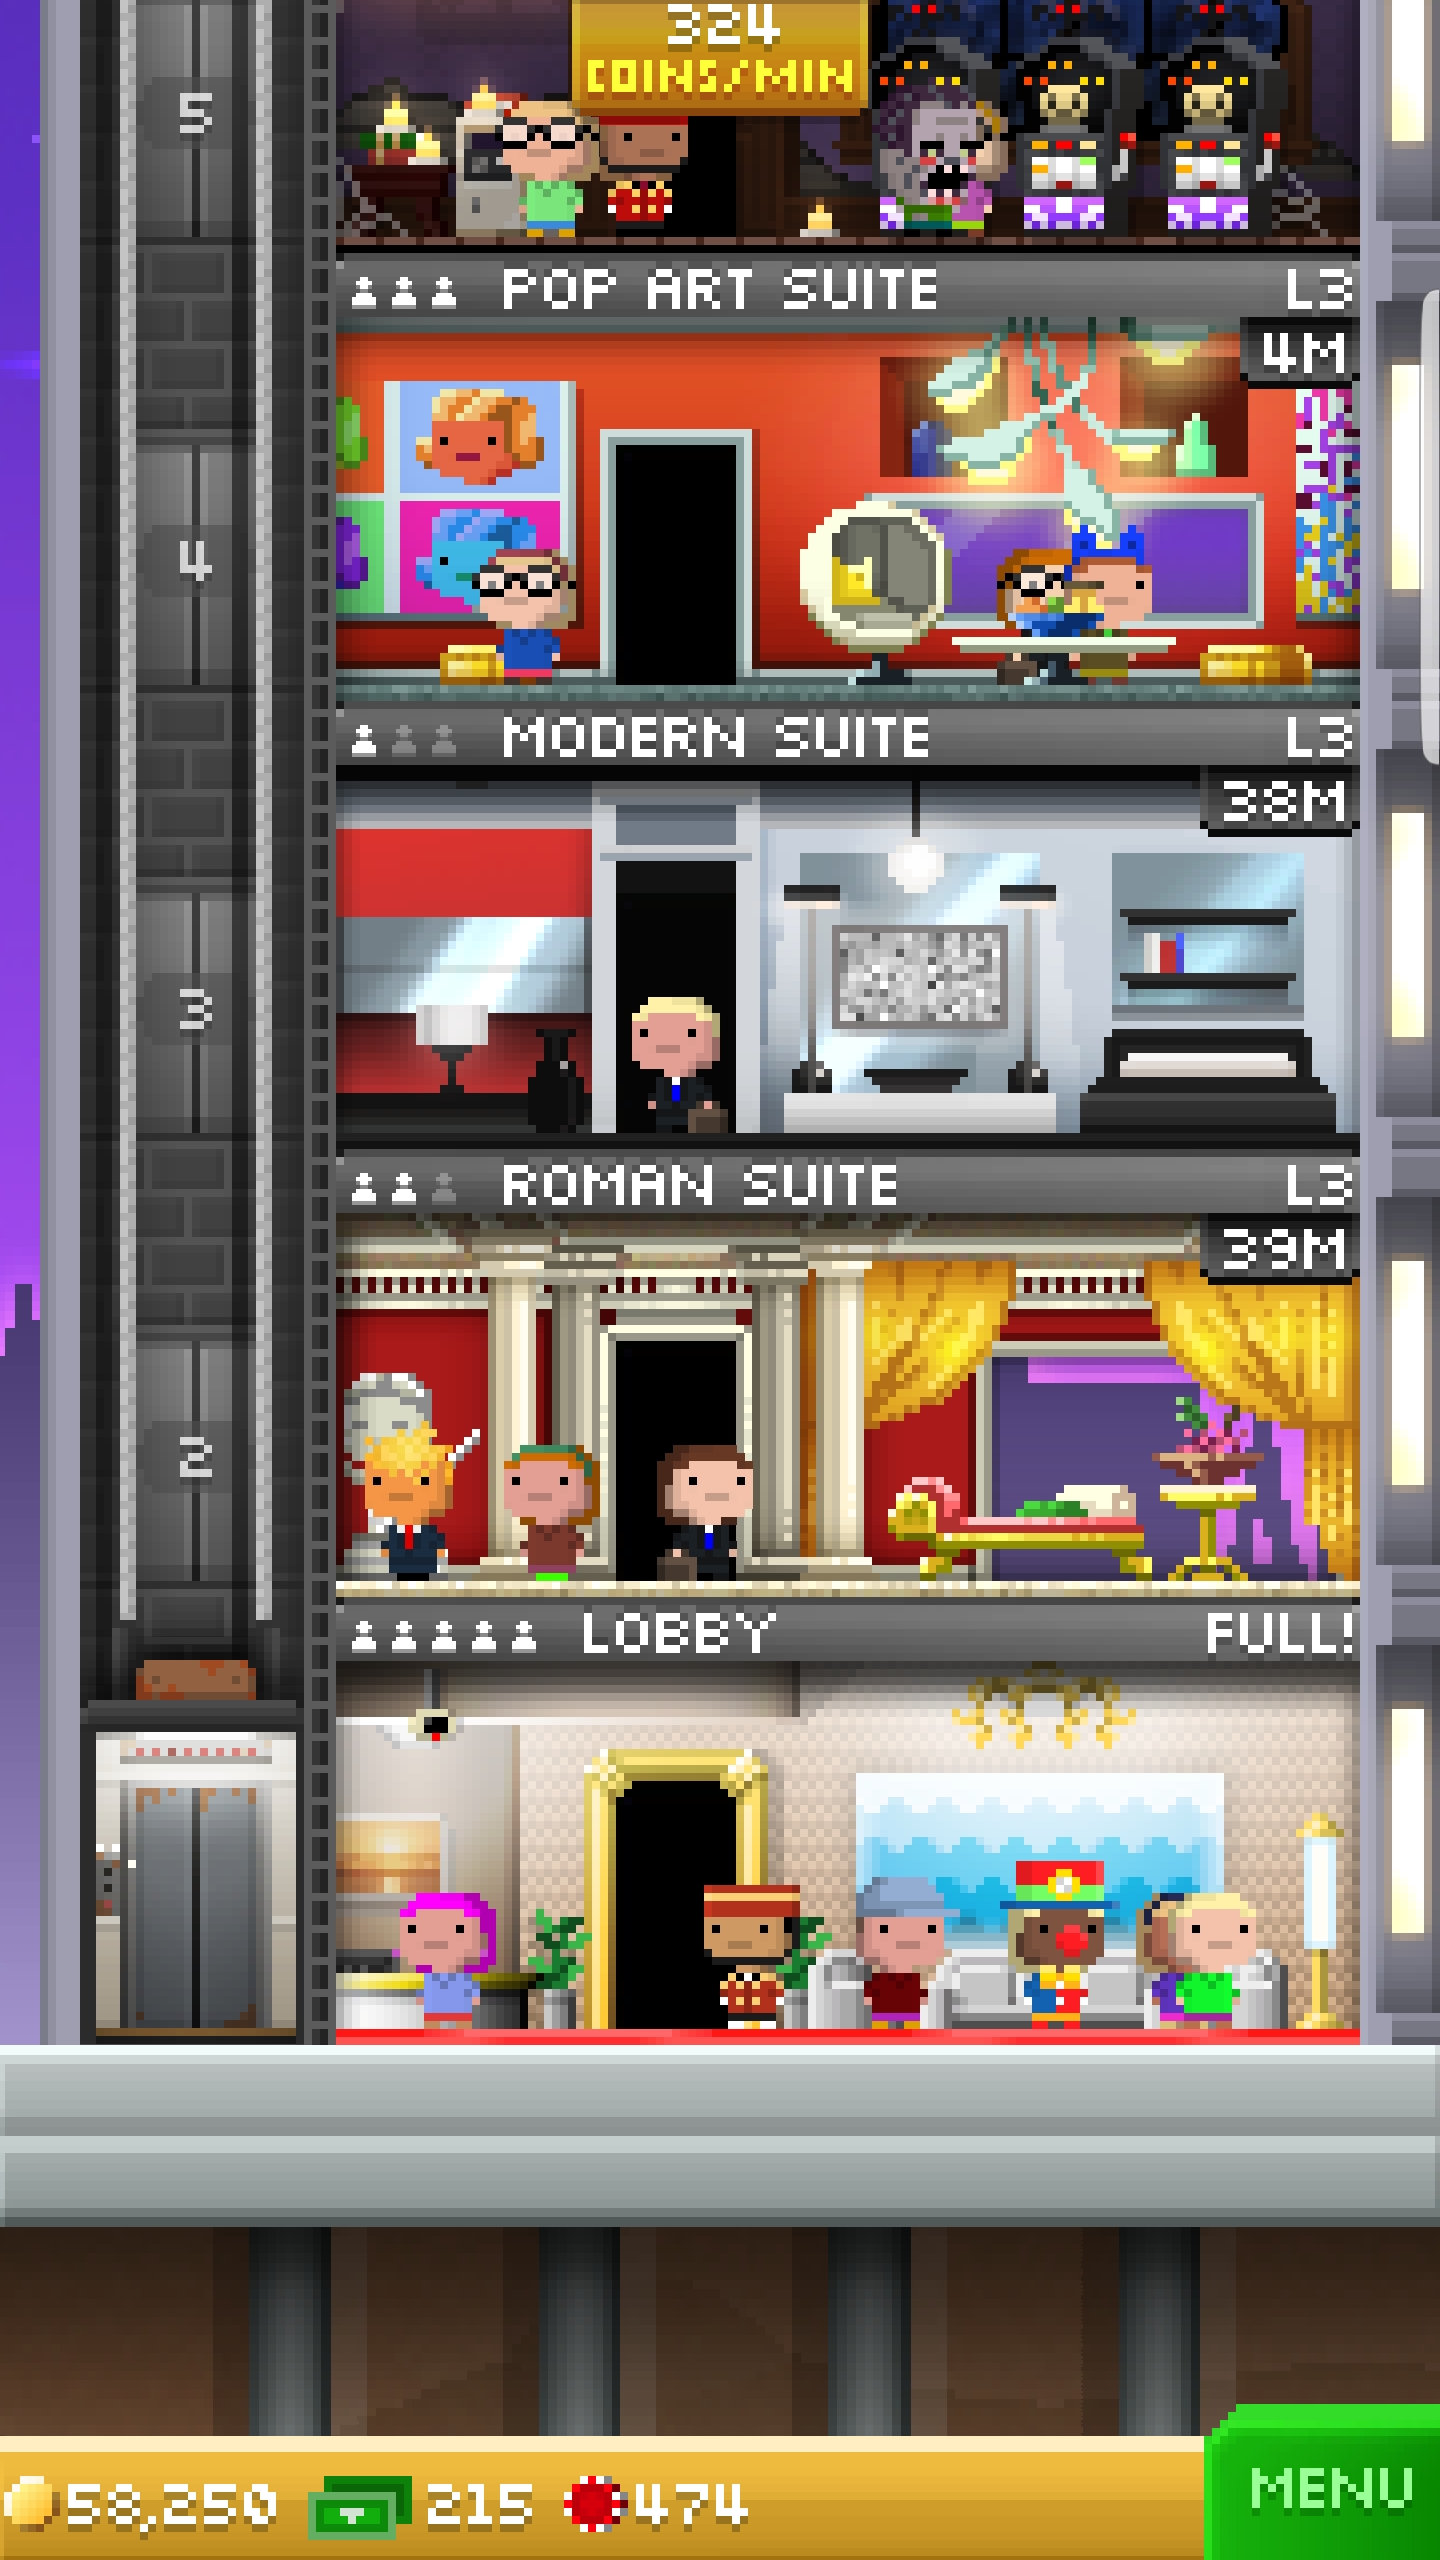 324
COINS/MIN
5
POP ART SUITE L3
4M
4
MODERN SUITE L3
38M
3
ROMAN SUITE L3
39M
2
LOBBY FULL!
58,250 215 474
MENU